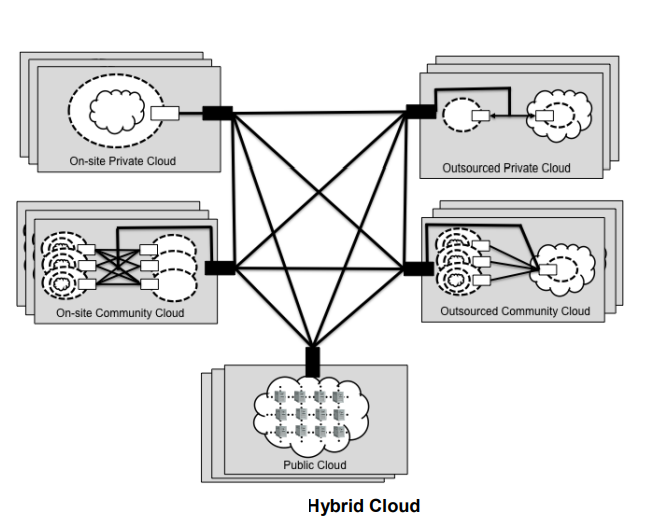 On-site Private Cloud
Outsourced Private Cloud
On-site Community Cloud
Outsourced Community Cloud
Public Cloud
Hybrid Cloud